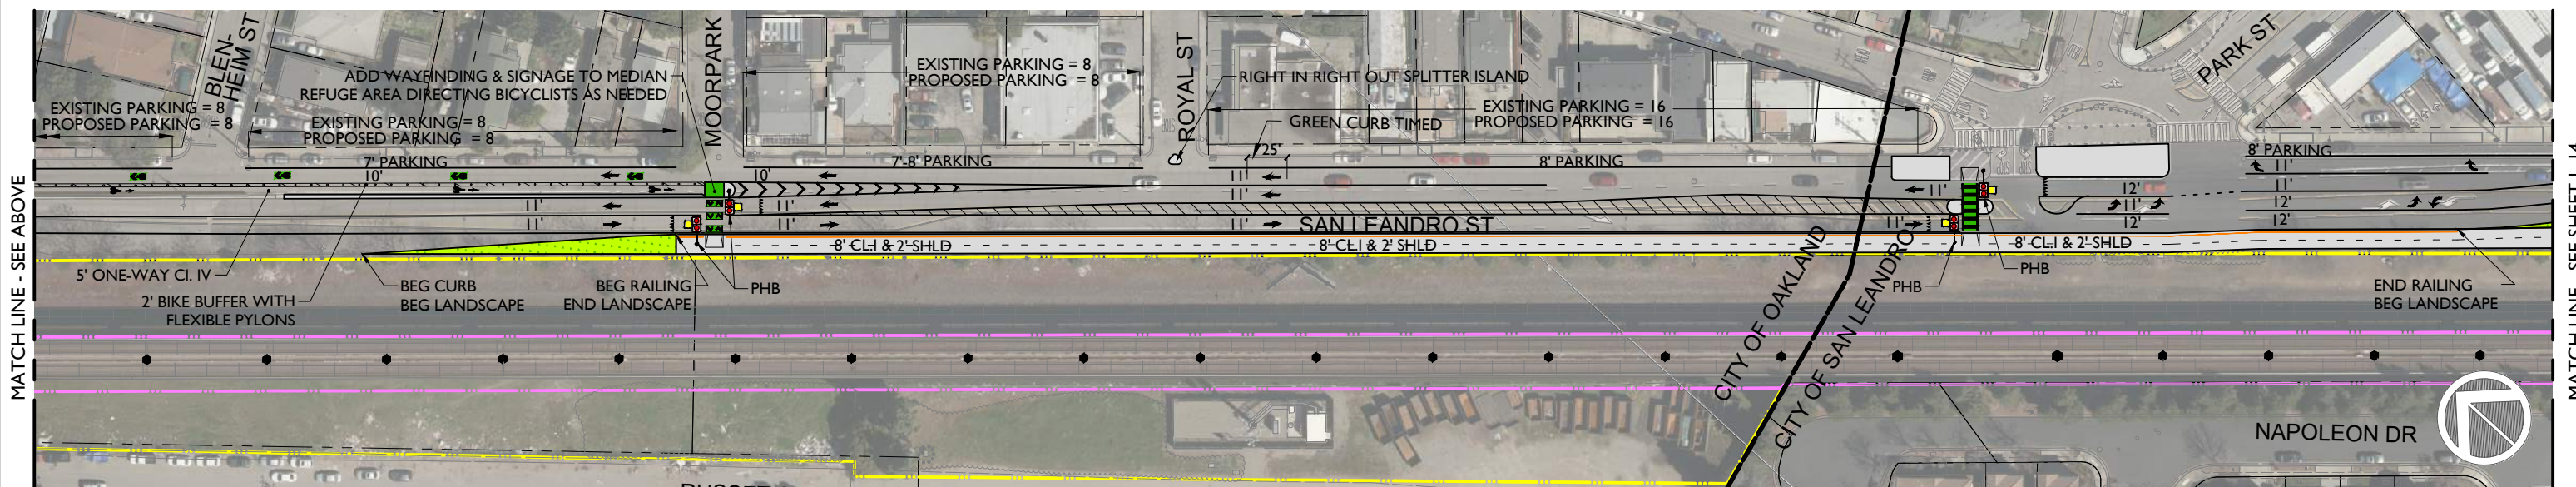 MATCH LINE - SEE ABOVE
BLEN-
HEIM ST
EXISTING PARKING = 8
PROPOSED PARKING = 8
ADD WAYFINDING & SIGNAGE TO MEDIAN
REFUGE AREA DIRECTING BICYCLISTS AS NEEDED
EXISTING PARKING = 8
PROPOSED PARKING = 8
MOORPARK
EXISTING PARKING = 8
PROPOSED PARKING = 8
ROYAL ST
RIGHT IN RIGHT OUT SPLITTER ISLAND
EXISTING PARKING = 16
PROPOSED PARKING = 16
GREEN CURB TIMED
PARK ST
7' PARKING
7'-8' PARKING
25'
8' PARKING
8' PARKING
10'
10'
11'
11'
11'
11'
11'
11'
11'
11'
11'
12'
12'
11'
11'
12'
12'
SAN LEANDRO ST
8' CL.I & 2' SHLD
8' CL.I & 2' SHLD
8' CL.I & 2' SHLD
5' ONE-WAY Cl. IV
2' BIKE BUFFER WITH
FLEXIBLE PYLONS
BEG CURB
BEG LANDSCAPE
BEG RAILING
END LANDSCAPE
PHB
PHB
PHB
END RAILING
BEG LANDSCAPE
CITY OF OAKLAND
CITY OF SAN LEANDRO
CITY OF OAKLAND
CITY OF SAN LEANDRO
NAPOLEON DR